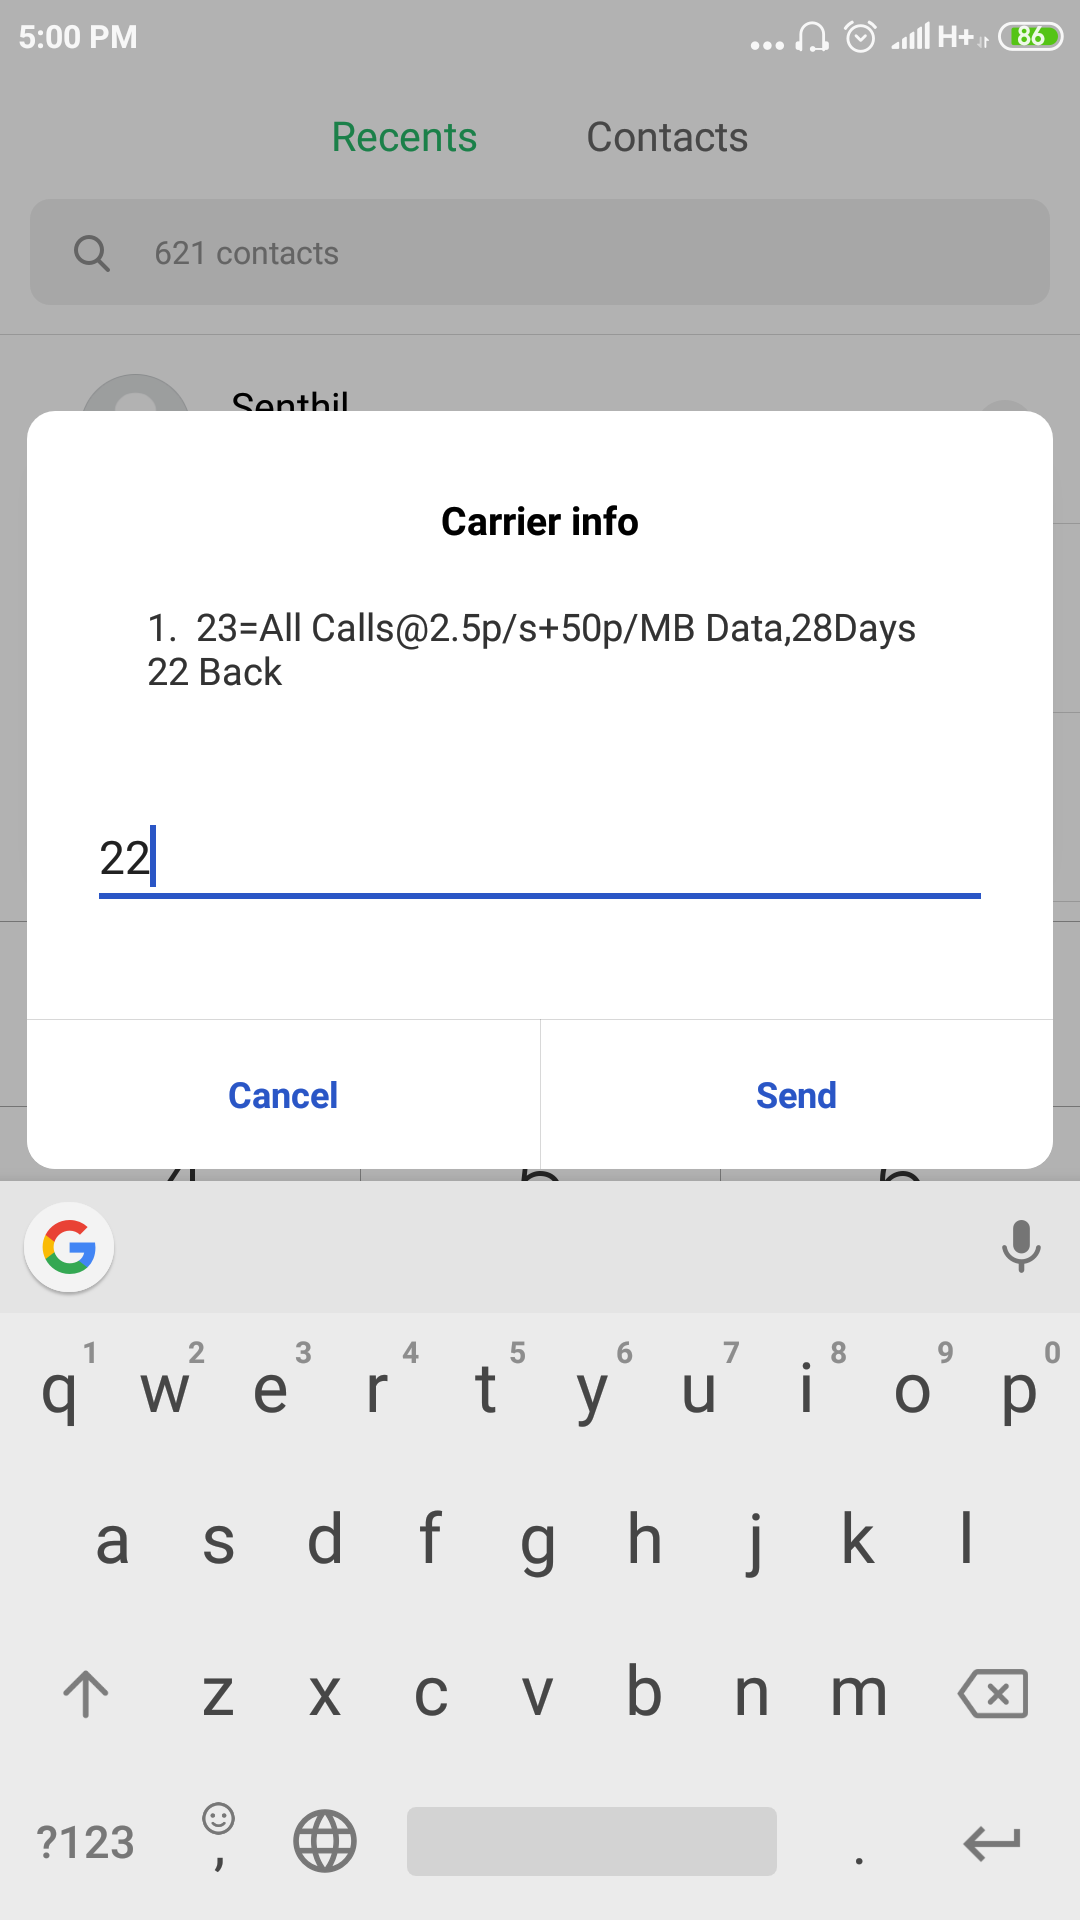 5:00 PM
H+ 86
Recents Contacts
621 contacts
Senthil
Carrier info
1. 23=All Calls@2.5p/s+50p/MB Data,28Days
22 Back
22
Cancel Send
1 2 3 4 5 6 7 8 9 0
q w e r t y u i o p
a s d f g h j k l
z x c v b n m
?123 , .